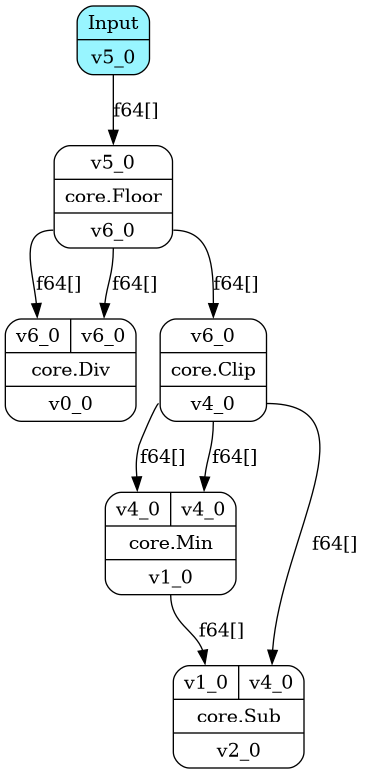 Input
v5_0
f64[]
v5_0
core.Floor
v6_0
f64[] f64[] f64[]
v6_0 v6_0
core.Div
v0_0
v6_0
core.Clip
v4_0
f64[] f64[] f64[]
v4_0 v4_0
core.Min
v1_0
f64[]
v1_0 v4_0
core.Sub
v2_0